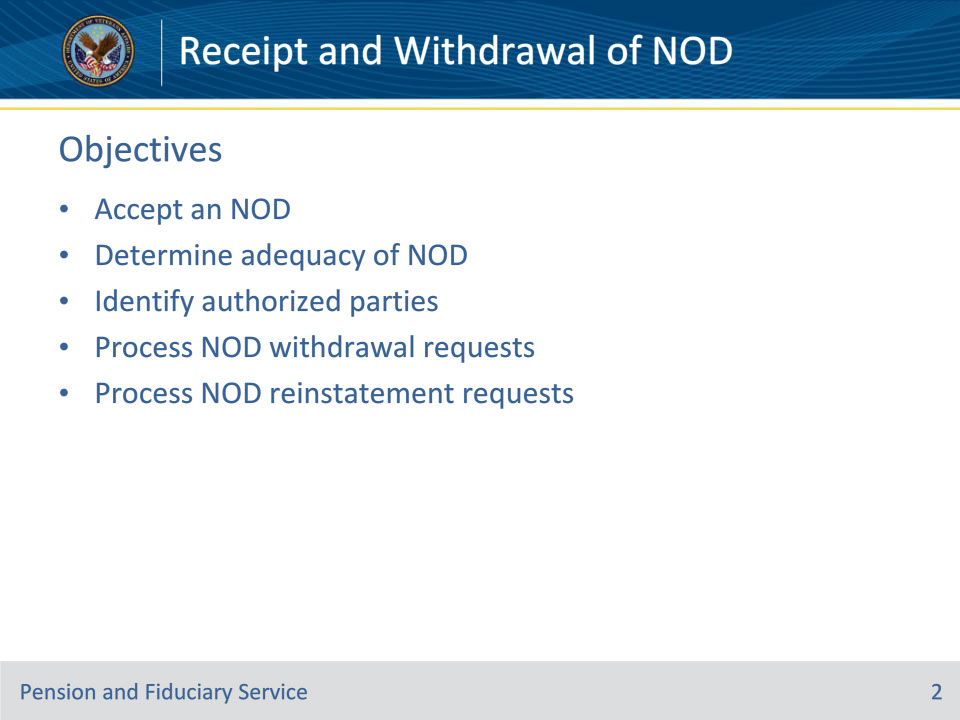 Receipt and Withdrawal of NOD
Objectives
• Accept an NOD
• Determine adequacy of NOD
• Identify authorized parties
• Process NOD withdrawal requests
• Process NOD reinstatement requests
Pension and Fiduciary Service
2